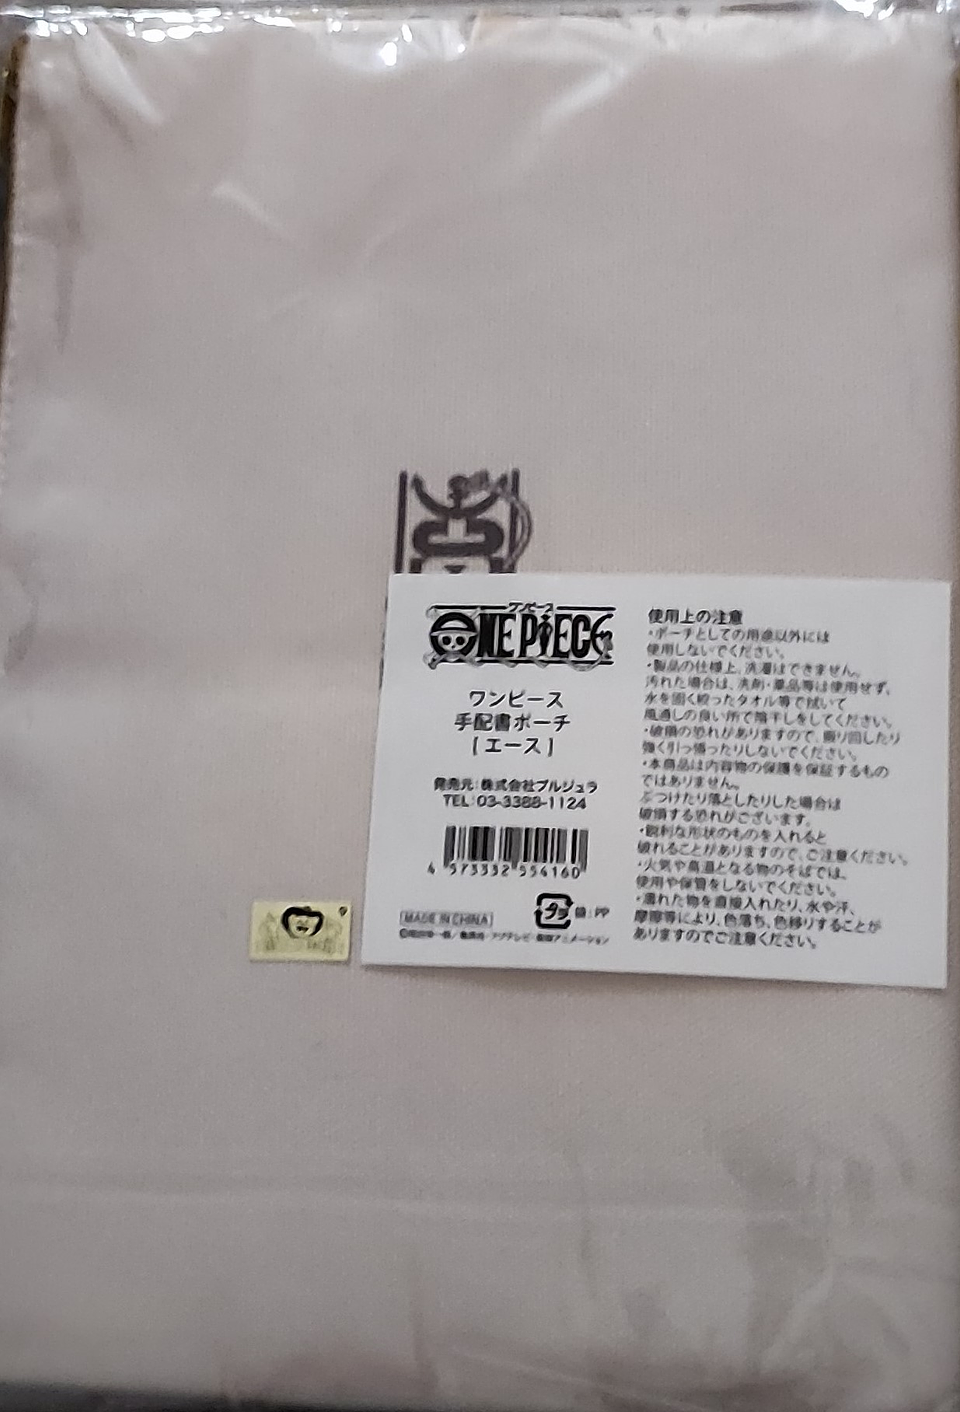 ワンピース
ONE PIECE
ワンピース
手配書ポーチ
[エース]
発売元:株式会社ブルジュラ
TEL:03-3388-1124
4 573332 554160
MADE IN CHINA
プラ 袋:PP
使用上の注意
・ポーチとしての用途以外には
使用しないでください。
・製品の仕様上、洗濯はできません。
汚れた場合は、洗剤・薬品等は使用せず、
水を固く絞ったタオル等で拭いて
風通しの良い所で陰干しをしてください。
・破損の恐れがありますので、振り回したり
強く引っ張ったりしないでください。
・本商品は内容物の保護を保証するもの
ではありません。
ぶつけたり落としたりした場合は
破損する恐れがございます。
・鋭利な形状のものを入れると
破れることがありますので、ご注意ください。
・火気や高温となる物のそばでは、
使用や保管をしないでください。
・濡れた物を直接入れたり、水や汗、
摩擦等により、色落ち、色移りすることが
ありますのでご注意ください。